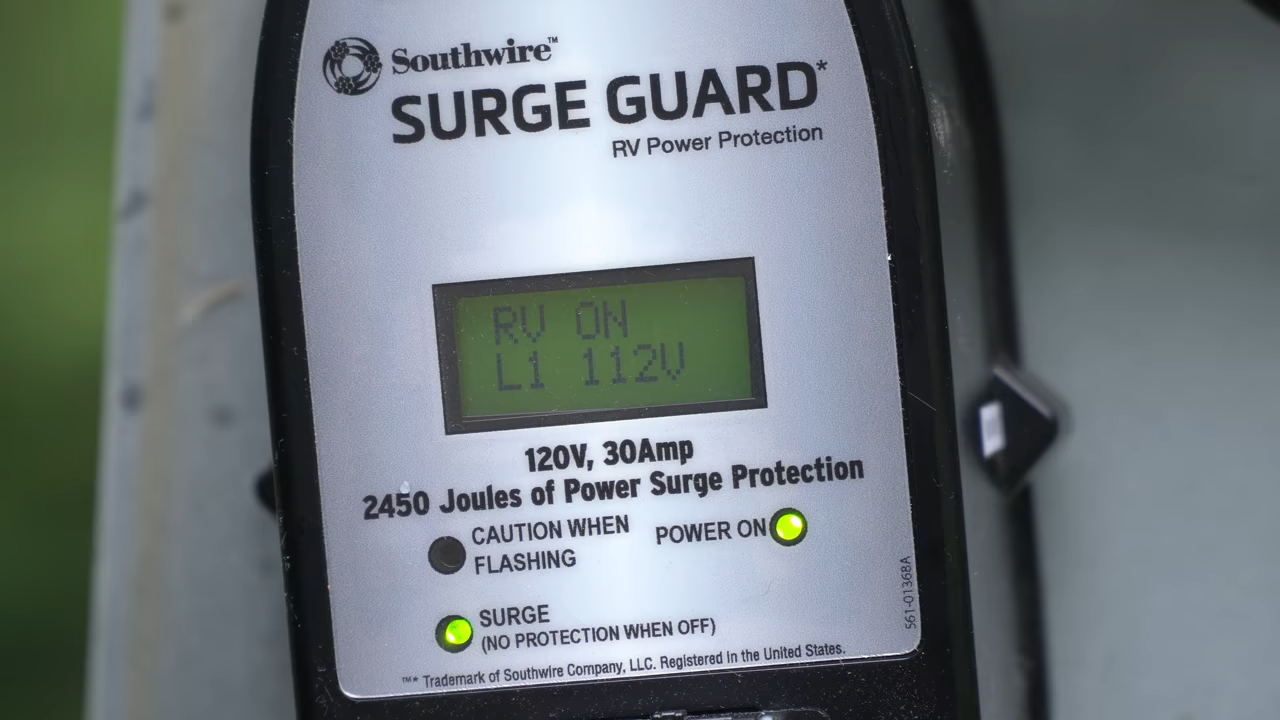 Southwire™
SURGE GUARD*
RV Power Protection
RV ON
L1 112V
120V, 30Amp
2450 Joules of Power Surge Protection
CAUTION WHEN
FLASHING
POWER ON
SURGE
(NO PROTECTION WHEN OFF)
™* Trademark of Southwire Company, LLC. Registered in the United States.
561-01368A